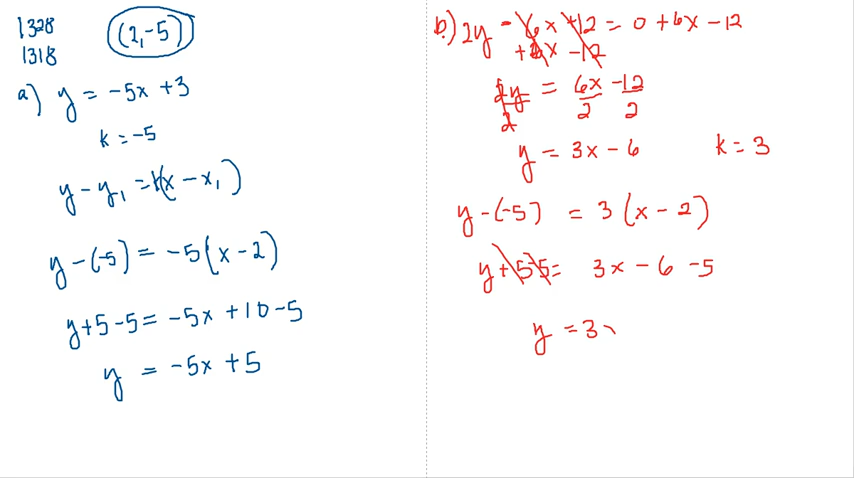 1328
1318
(2,-5)
a) y = -5x + 3
k = -5
y - y₁ = k(x - x₁)
y - (-5) = -5(x - 2)
y + 5 - 5 = -5x + 10 - 5
y = -5x + 5
b.) 2y - 6x + 12 = 0 + 6x - 12
+ 6x - 12
2y/2 = 6x/2 - 12/2
y = 3x - 6 k = 3
y - (-5) = 3(x - 2)
y + 5 - 5 = 3x - 6 - 5
y = 3